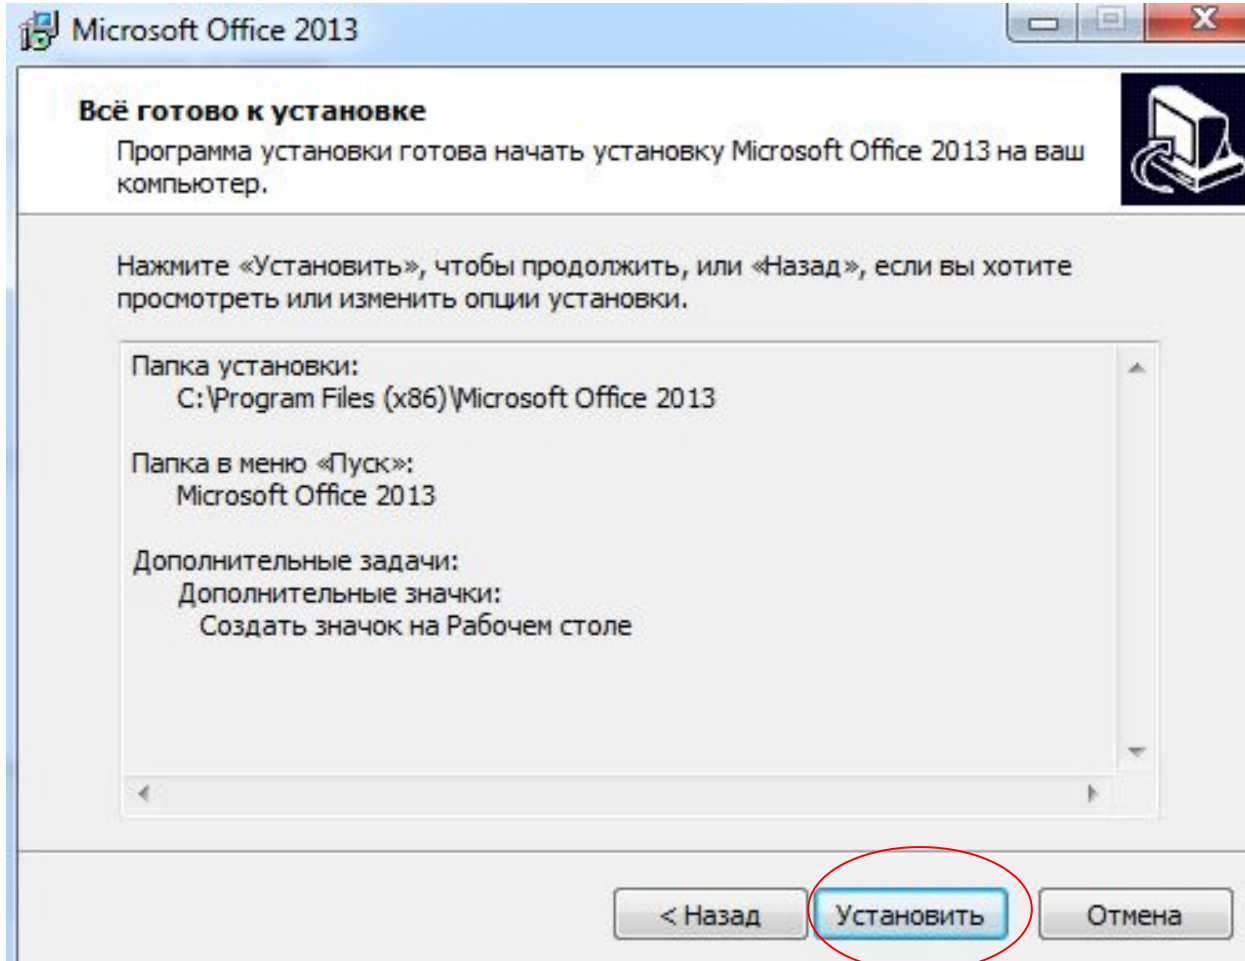 Microsoft Office 2013
Всё готово к установке
Программа установки готова начать установку Microsoft Office 2013 на ваш
компьютер.
Нажмите «Установить», чтобы продолжить, или «Назад», если вы хотите
просмотреть или изменить опции установки.
Папка установки:
C:\Program Files (x86)\Microsoft Office 2013
Папка в меню «Пуск»:
Microsoft Office 2013
Дополнительные задачи:
Дополнительные значки:
Создать значок на Рабочем столе
< Назад
Установить
Отмена